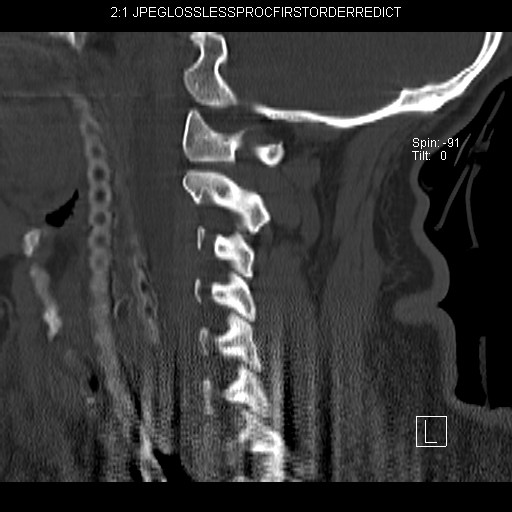 2:1 JPEGLOSSLESSPROCFIRSTORDERREDICT
Spin: -91
Tilt: 0
L